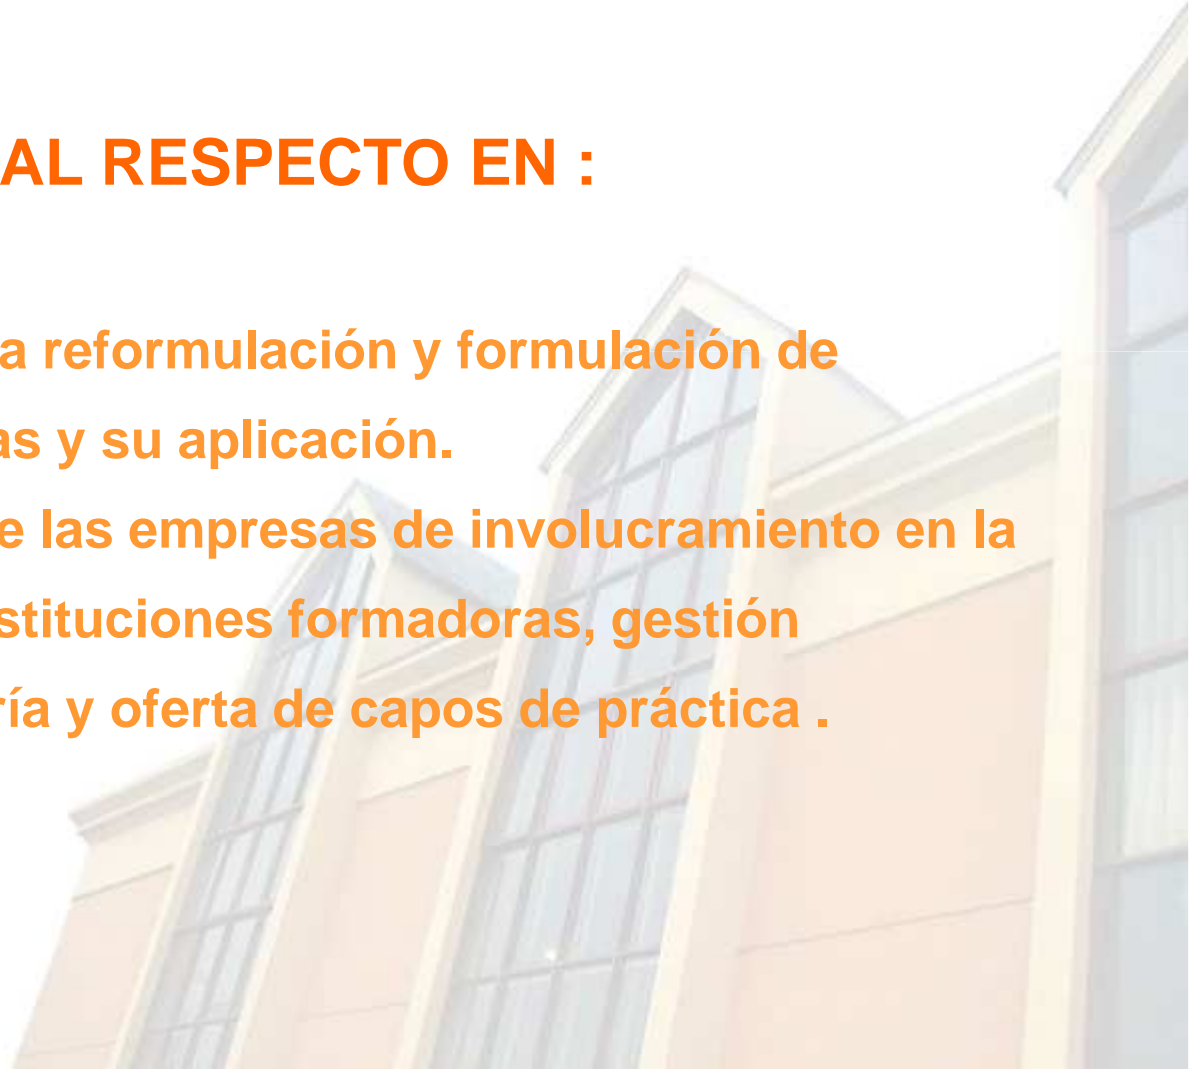 AL RESPECTO EN :
a reformulación y formulación de
as y su aplicación.
e las empresas de involucramiento en la
stituciones formadoras, gestión
ría y oferta de capos de práctica .